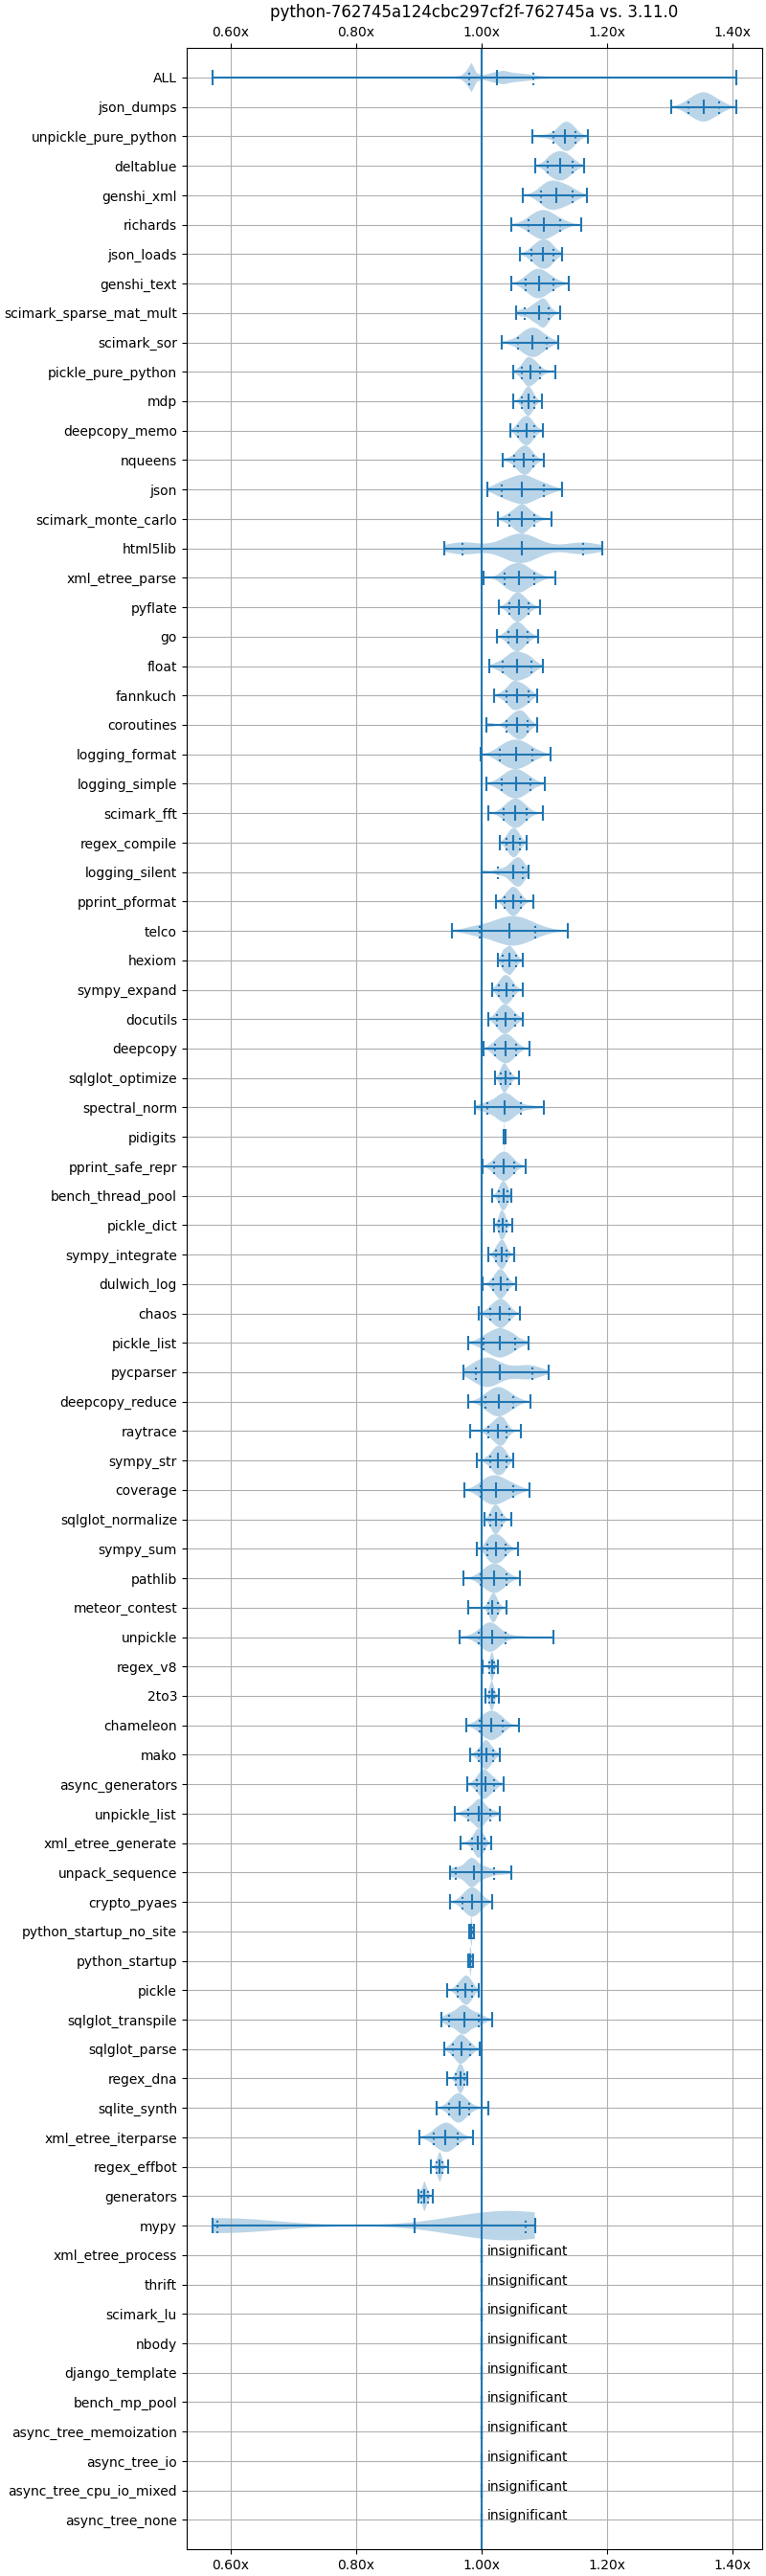 python-762745a124cbc297cf2f-762745a vs. 3.11.0
0.60x 0.80x 1.00x 1.20x 1.40x
ALL
json_dumps
unpickle_pure_python
deltablue
genshi_xml
richards
json_loads
genshi_text
scimark_sparse_mat_mult
scimark_sor
pickle_pure_python
mdp
deepcopy_memo
nqueens
json
scimark_monte_carlo
html5lib
xml_etree_parse
pyflate
go
float
fannkuch
coroutines
logging_format
logging_simple
scimark_fft
regex_compile
logging_silent
pprint_pformat
telco
hexiom
sympy_expand
docutils
deepcopy
sqlglot_optimize
spectral_norm
pidigits
pprint_safe_repr
bench_thread_pool
pickle_dict
sympy_integrate
dulwich_log
chaos
pickle_list
pycparser
deepcopy_reduce
raytrace
sympy_str
coverage
sqlglot_normalize
sympy_sum
pathlib
meteor_contest
unpickle
regex_v8
2to3
chameleon
mako
async_generators
unpickle_list
xml_etree_generate
unpack_sequence
crypto_pyaes
python_startup_no_site
python_startup
pickle
sqlglot_transpile
sqlglot_parse
regex_dna
sqlite_synth
xml_etree_iterparse
regex_effbot
generators
mypy
xml_etree_process insignificant
thrift insignificant
scimark_lu insignificant
nbody insignificant
django_template insignificant
bench_mp_pool insignificant
async_tree_memoization insignificant
async_tree_io insignificant
async_tree_cpu_io_mixed insignificant
async_tree_none insignificant
0.60x 0.80x 1.00x 1.20x 1.40x